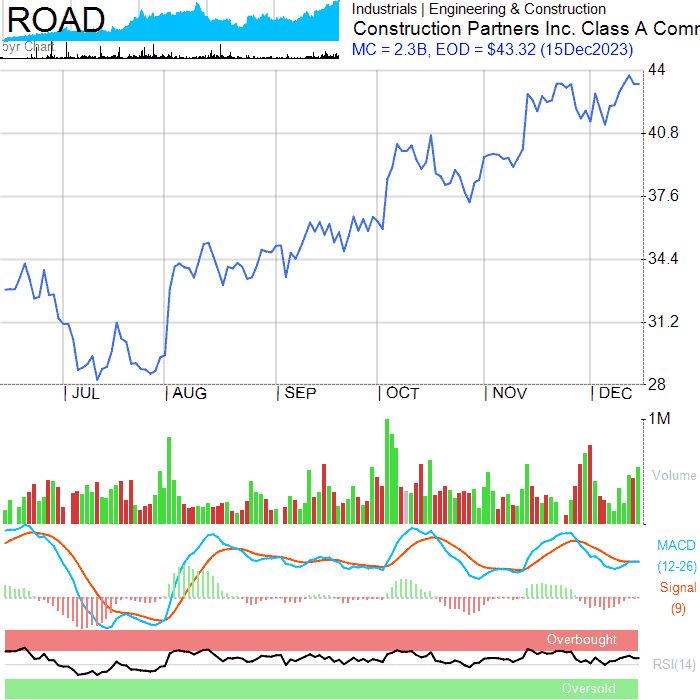 ROAD
5yr Chart
Industrials | Engineering & Construction
Construction Partners Inc. Class A Comm
MC = 2.3B, EOD = $43.32 (15Dec2023)
44
40.8
37.6
34.4
31.2
28
JUL AUG SEP OCT NOV DEC
1M
Volume
MACD
(12-26)
Signal
(9)
Overbought
RSI(14)
Oversold